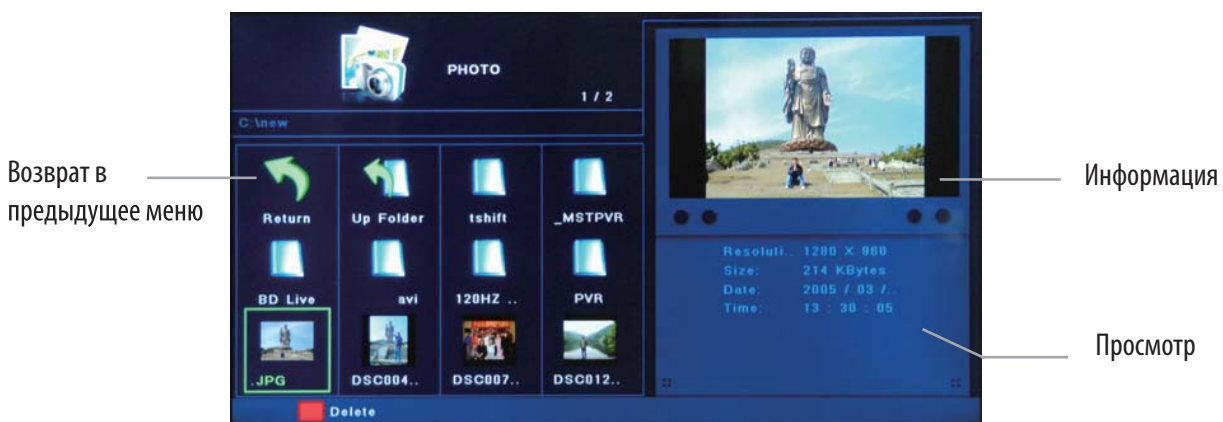 PHOTO
1 / 2
C:\new
Возврат в
предыдущее меню
Return
Up Folder
tshift
_MSTPVR
BD Live
avi
120HZ ..
PVR
.JPG
DSC004..
DSC007..
DSC012..
Delete
Информация
Resoluti.. 1280 X 960
Size: 214 KBytes
Date: 2005 / 03 /..
Time: 13 : 30 : 05
Просмотр